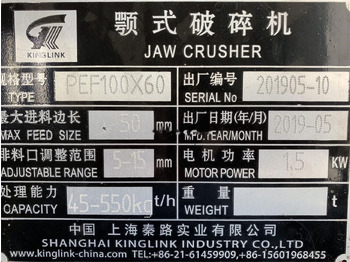 KINGLINK
颚式破碎机
JAW CRUSHER
规格型号 PEF100X60 出厂编号 201905-10
TYPE SERIAL No
最大进料边长 50 mm 出厂日期(年/月) 2019-05
MAX FEED SIZE MFD. YEAR/MONTH
排料口调整范围 5-15 mm 电机功率 1.5 KW
ADJUSTABLE RANGE MOTOR POWER
处理能力 45-550kg t/h 重量 t
CAPACITY WEIGHT
中国 上海秦路实业有限公司
SHANGHAI KINGLINK INDUSTRY CO.,LTD.
www.kinglink-china.com TEL:+86-21-61459909,+86-15601968455